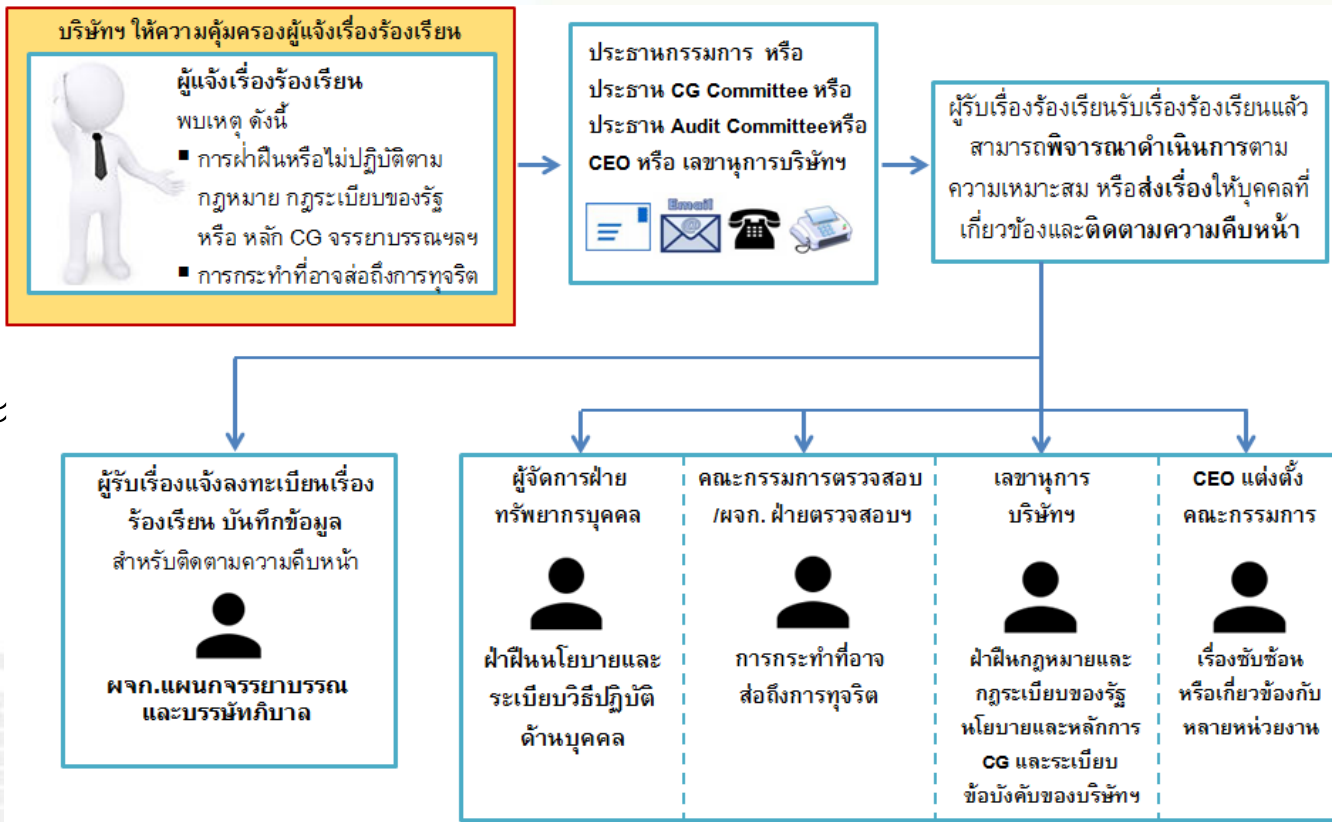 บริษัทฯ ให้ความคุ้มครองผู้แจ้งเรื่องร้องเรียน
ผู้แจ้งเรื่องร้องเรียน
พบเหตุ ดังนี้
▪ การฝ่าฝืนหรือไม่ปฏิบัติตาม
กฎหมาย กฎระเบียบของรัฐ
หรือ หลัก CG จรรยาบรรณฯลฯ
▪ การกระทำที่อาจส่อถึงการทุจริต
ประธานกรรมการ หรือ
ประธาน CG Committee หรือ
ประธาน Audit Committeeหรือ
CEO หรือ เลขานุการบริษัทฯ
Email
ผู้รับเรื่องร้องเรียนรับเรื่องร้องเรียนแล้ว
สามารถพิจารณาดำเนินการตาม
ความเหมาะสม หรือส่งเรื่องให้บุคคลที่
เกี่ยวข้องและติดตามความคืบหน้า
ผู้รับเรื่องแจ้งลงทะเบียนเรื่อง
ร้องเรียน บันทึกข้อมูล
สำหรับติดตามความคืบหน้า
ผจก.แผนกจรรยาบรรณ
และบรรษัทภิบาล
ผู้จัดการฝ่าย
ทรัพยากรบุคคล
ฝ่าฝืนนโยบายและ
ระเบียบวิธีปฏิบัติ
ด้านบุคคล
คณะกรรมการตรวจสอบ
/ผจก. ฝ่ายตรวจสอบฯ
การกระทำที่อาจ
ส่อถึงการทุจริต
เลขานุการ
บริษัทฯ
ฝ่าฝืนกฎหมายและ
กฎระเบียบของรัฐ
นโยบายและหลักการ
CG และระเบียบ
ข้อบังคับของบริษัทฯ
CEO แต่งตั้ง
คณะกรรมการ
เรื่องซับซ้อน
หรือเกี่ยวข้องกับ
หลายหน่วยงาน